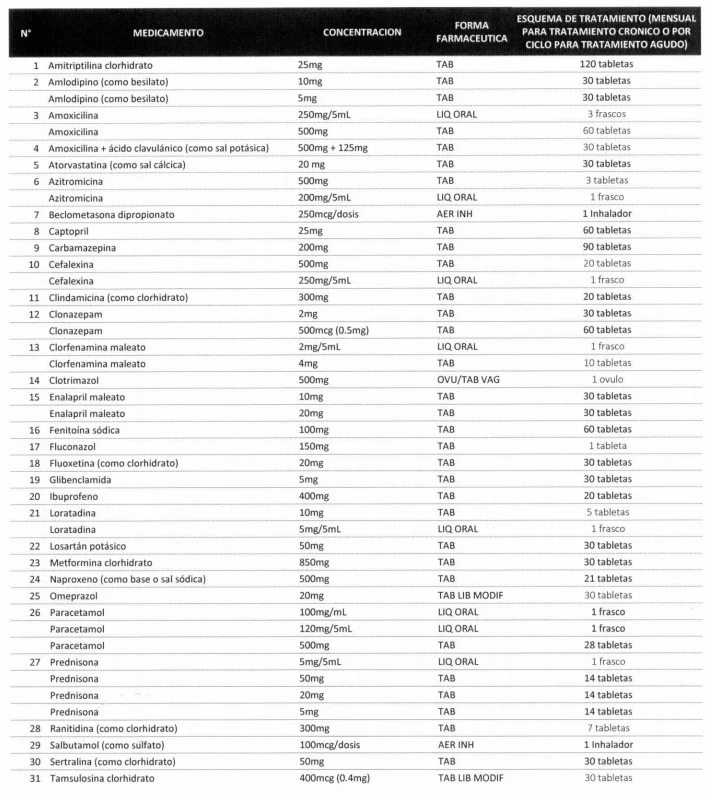 N° MEDICAMENTO CONCENTRACION FORMA FARMACEUTICA ESQUEMA DE TRATAMIENTO (MENSUAL PARA TRATAMIENTO CRONICO O POR CICLO PARA TRATAMIENTO AGUDO)
1 Amitriptilina clorhidrato 25mg TAB 120 tabletas
2 Amlodipino (como besilato) 10mg TAB 30 tabletas
Amlodipino (como besilato) 5mg TAB 30 tabletas
3 Amoxicilina 250mg/5mL LIQ ORAL 3 frascos
Amoxicilina 500mg TAB 60 tabletas
4 Amoxicilina + ácido clavulánico (como sal potásica) 500mg + 125mg TAB 30 tabletas
5 Atorvastatina (como sal cálcica) 20 mg TAB 30 tabletas
6 Azitromicina 500mg TAB 3 tabletas
Azitromicina 200mg/5mL LIQ ORAL 1 frasco
7 Beclometasona dipropionato 250mcg/dosis AER INH 1 Inhalador
8 Captopril 25mg TAB 60 tabletas
9 Carbamazepina 200mg TAB 90 tabletas
10 Cefalexina 500mg TAB 20 tabletas
Cefalexina 250mg/5mL LIQ ORAL 1 frasco
11 Clindamicina (como clorhidrato) 300mg TAB 20 tabletas
12 Clonazepam 2mg TAB 30 tabletas
Clonazepam 500mcg (0.5mg) TAB 60 tabletas
13 Clorfenamina maleato 2mg/5mL LIQ ORAL 1 frasco
Clorfenamina maleato 4mg TAB 10 tabletas
14 Clotrimazol 500mg OVU/TAB VAG 1 ovulo
15 Enalapril maleato 10mg TAB 30 tabletas
Enalapril maleato 20mg TAB 30 tabletas
16 Fenitoína sódica 100mg TAB 60 tabletas
17 Fluconazol 150mg TAB 1 tableta
18 Fluoxetina (como clorhidrato) 20mg TAB 30 tabletas
19 Glibenclamida 5mg TAB 30 tabletas
20 Ibuprofeno 400mg TAB 20 tabletas
21 Loratadina 10mg TAB 5 tabletas
Loratadina 5mg/5mL LIQ ORAL 1 frasco
22 Losartán potásico 50mg TAB 30 tabletas
23 Metformina clorhidrato 850mg TAB 30 tabletas
24 Naproxeno (como base o sal sódica) 500mg TAB 21 tabletas
25 Omeprazol 20mg TAB LIB MODIF 30 tabletas
26 Paracetamol 100mg/mL LIQ ORAL 1 frasco
Paracetamol 120mg/5mL LIQ ORAL 1 frasco
Paracetamol 500mg TAB 28 tabletas
27 Prednisona 5mg/5mL LIQ ORAL 1 frasco
Prednisona 50mg TAB 14 tabletas
Prednisona 20mg TAB 14 tabletas
Prednisona 5mg TAB 14 tabletas
28 Ranitidina (como clorhidrato) 300mg TAB 7 tabletas
29 Salbutamol (como sulfato) 100mcg/dosis AER INH 1 Inhalador
30 Sertralina (como clorhidrato) 50mg TAB 30 tabletas
31 Tamsulosina clorhidrato 400mcg (0.4mg) TAB LIB MODIF 30 tabletas